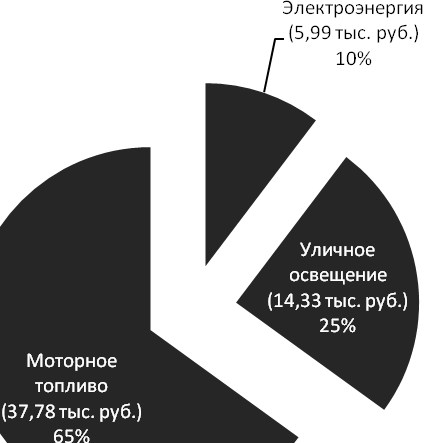 Электроэнергия
(5,99 тыс. руб.)
10%
Уличное
освещение
(14,33 тыс. руб.)
25%
Моторное
топливо
(37,78 тыс. руб.)
65%